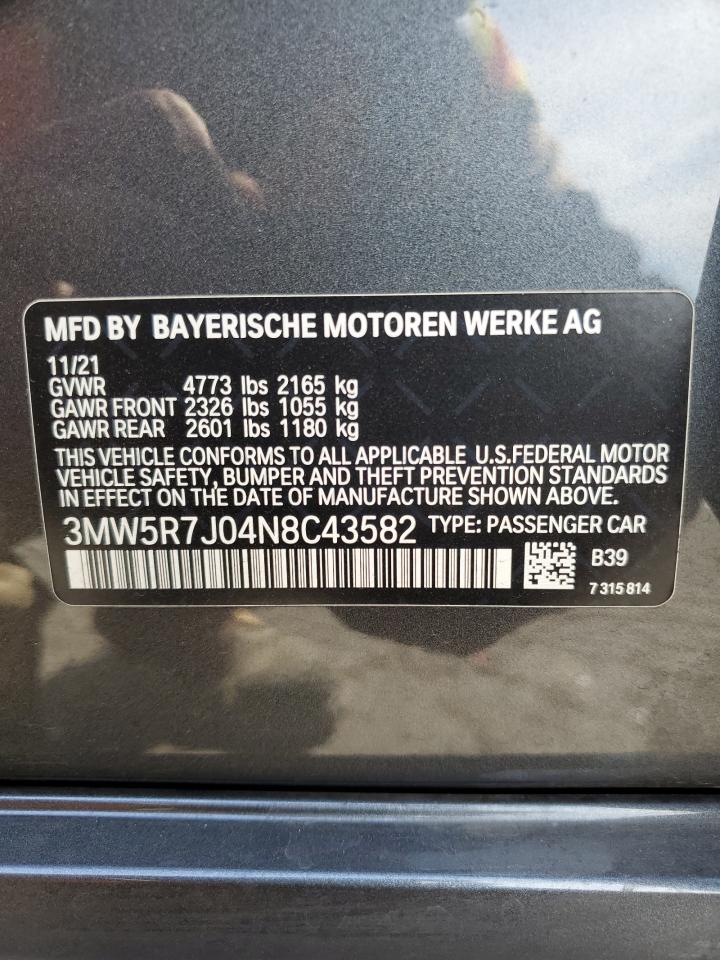 MFD BY BAYERISCHE MOTOREN WERKE AG
11/21
GVWR 4773 lbs 2165 kg
GAWR FRONT 2326 lbs 1055 kg
GAWR REAR 2601 lbs 1180 kg
THIS VEHICLE CONFORMS TO ALL APPLICABLE U.S.FEDERAL MOTOR
VEHICLE SAFETY, BUMPER AND THEFT PREVENTION STANDARDS
IN EFFECT ON THE DATE OF MANUFACTURE SHOWN ABOVE.
3MW5R7J04N8C43582 TYPE: PASSENGER CAR
B39
7 315 814